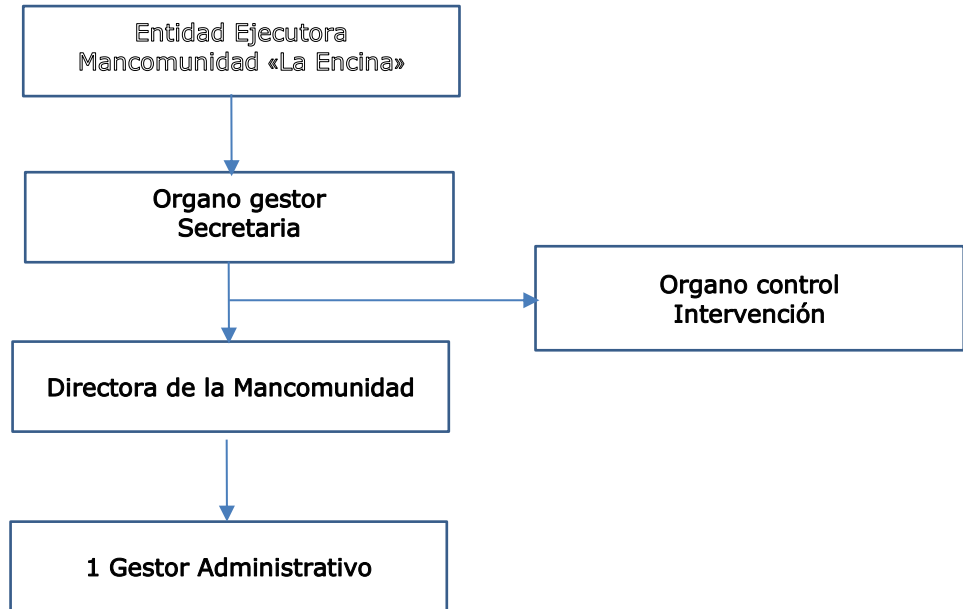 Entidad Ejecutora
Mancomunidad «La Encina»
Organo gestor
Secretaria
Organo control
Intervención
Directora de la Mancomunidad
1 Gestor Administrativo